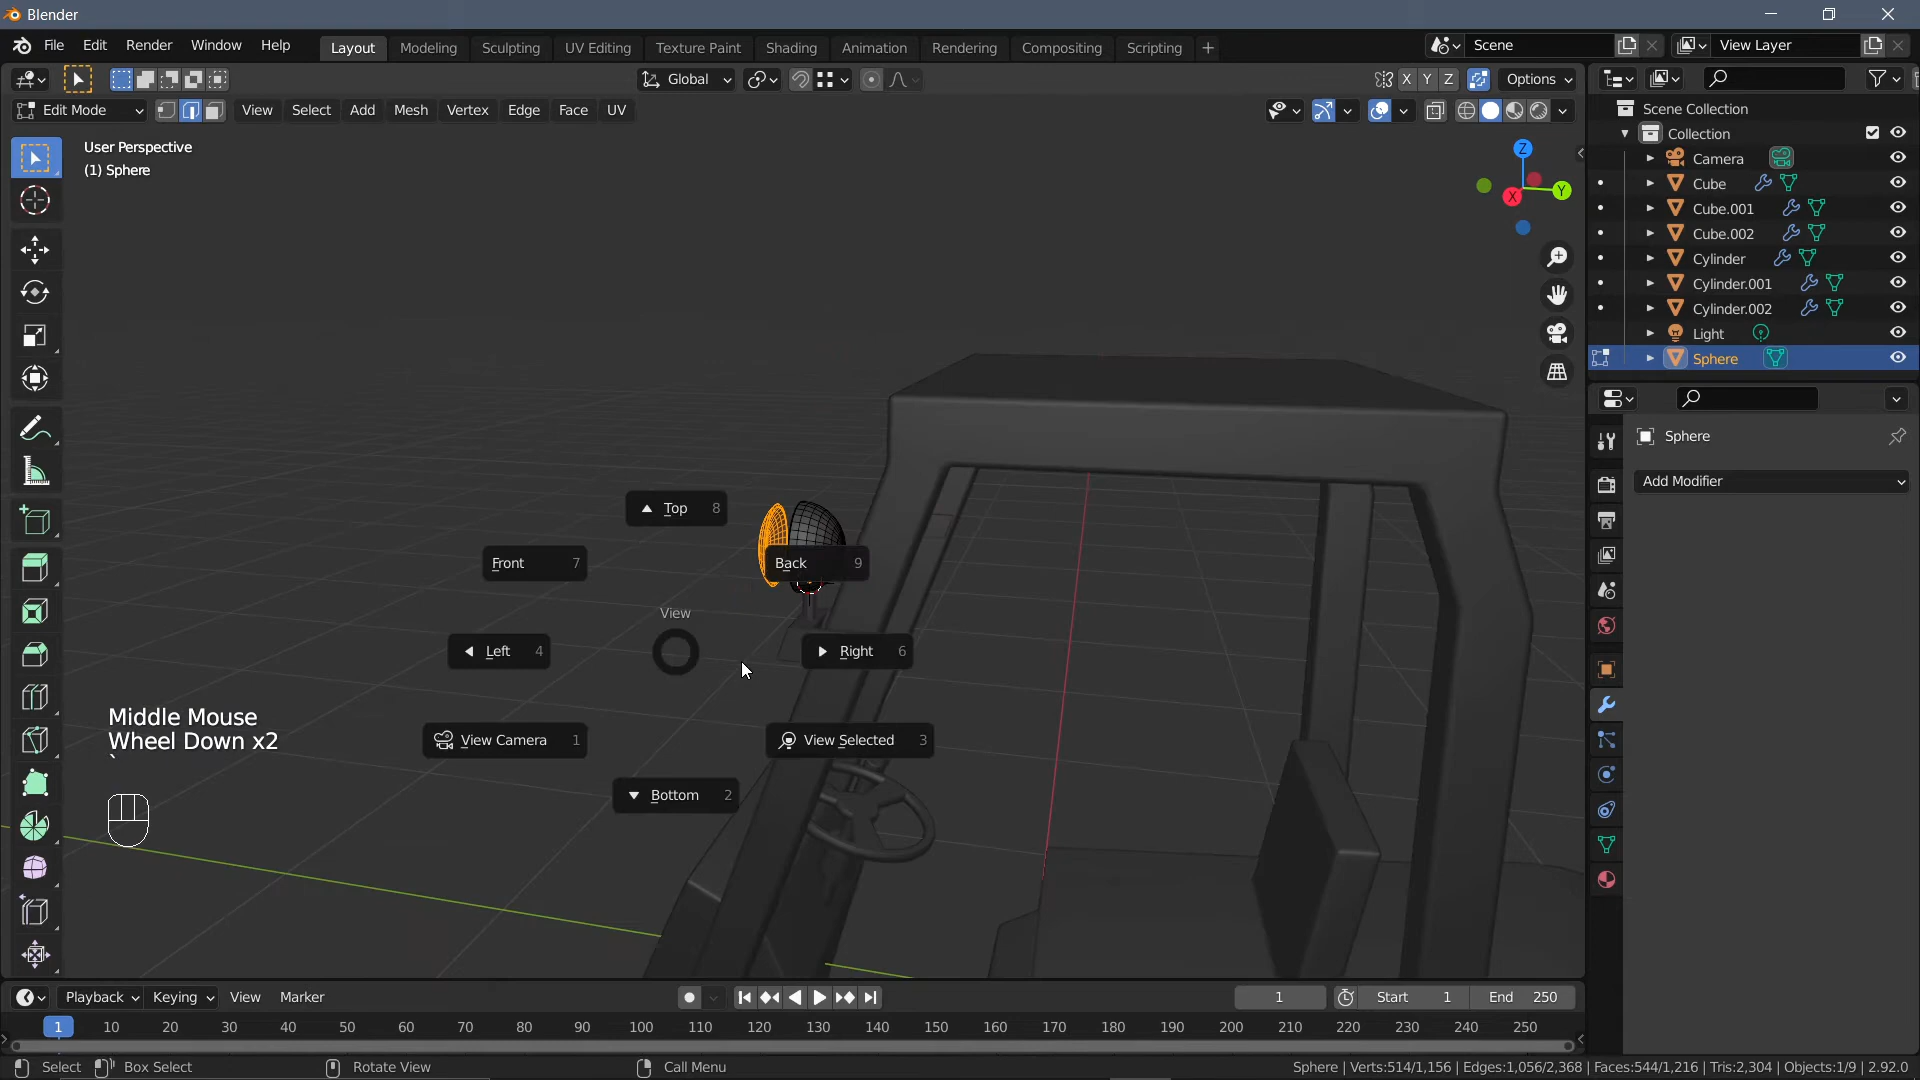 Blender
File Edit Render Window Help Layout Modeling Sculpting UV Editing Texture Paint Shading Animation Rendering Compositing Scripting + Scene View Layer
Global X Y Z Options
Edit Mode View Select Add Mesh Vertex Edge Face UV
User Perspective
(1) Sphere
Z
Y
X
Scene Collection
Collection
Camera
Cube
Cube.001
Cube.002
Cylinder
Cylinder.001
Cylinder.002
Light
Sphere
Sphere
Add Modifier
Top 8
Front 7
Back 9
View
Left 4
Right 6
View Camera 1
View Selected 3
Bottom 2
Middle Mouse
Wheel Down x2
`
Playback Keying View Marker 1 Start 1 End 250
1 10 20 30 40 50 60 70 80 90 100 110 120 130 140 150 160 170 180 190 200 210 220 230 240 250
Select Box Select Rotate View Call Menu Sphere | Verts:514/1,156 | Edges:1,056/2,368 | Faces:544/1,216 | Tris:2,304 | Objects:1/9 | 2.92.0